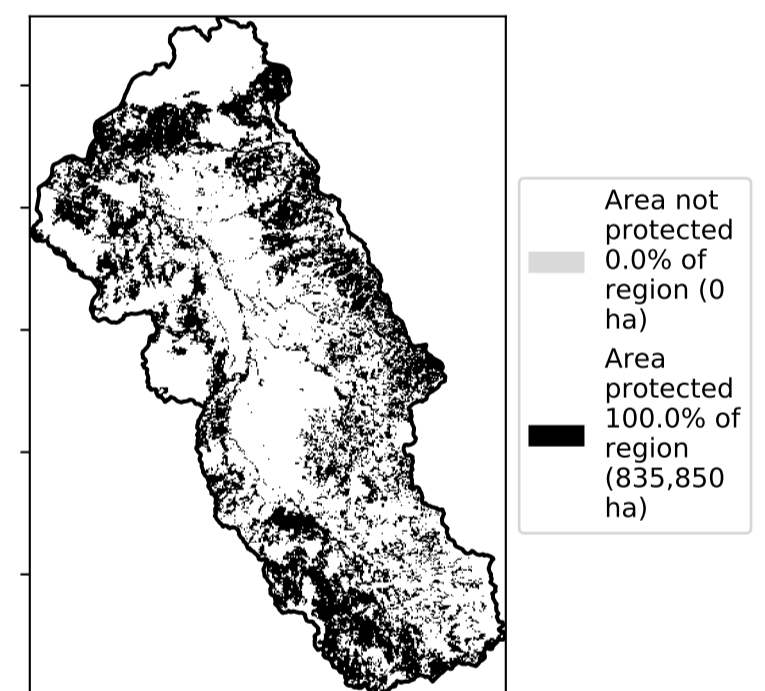 Area not
protected
0.0% of
region (0
ha)
Area
protected
100.0% of
region
(835,850
ha)